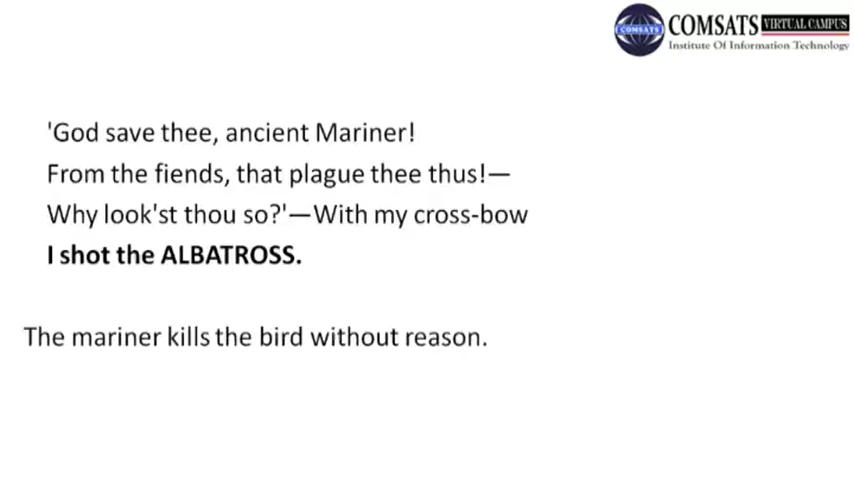 COMSATS VIRTUAL CAMPUS
COMSATS Institute Of Information Technology
'God save thee, ancient Mariner!
From the fiends, that plague thee thus!—
Why look'st thou so?'—With my cross-bow
I shot the ALBATROSS.
The mariner kills the bird without reason.